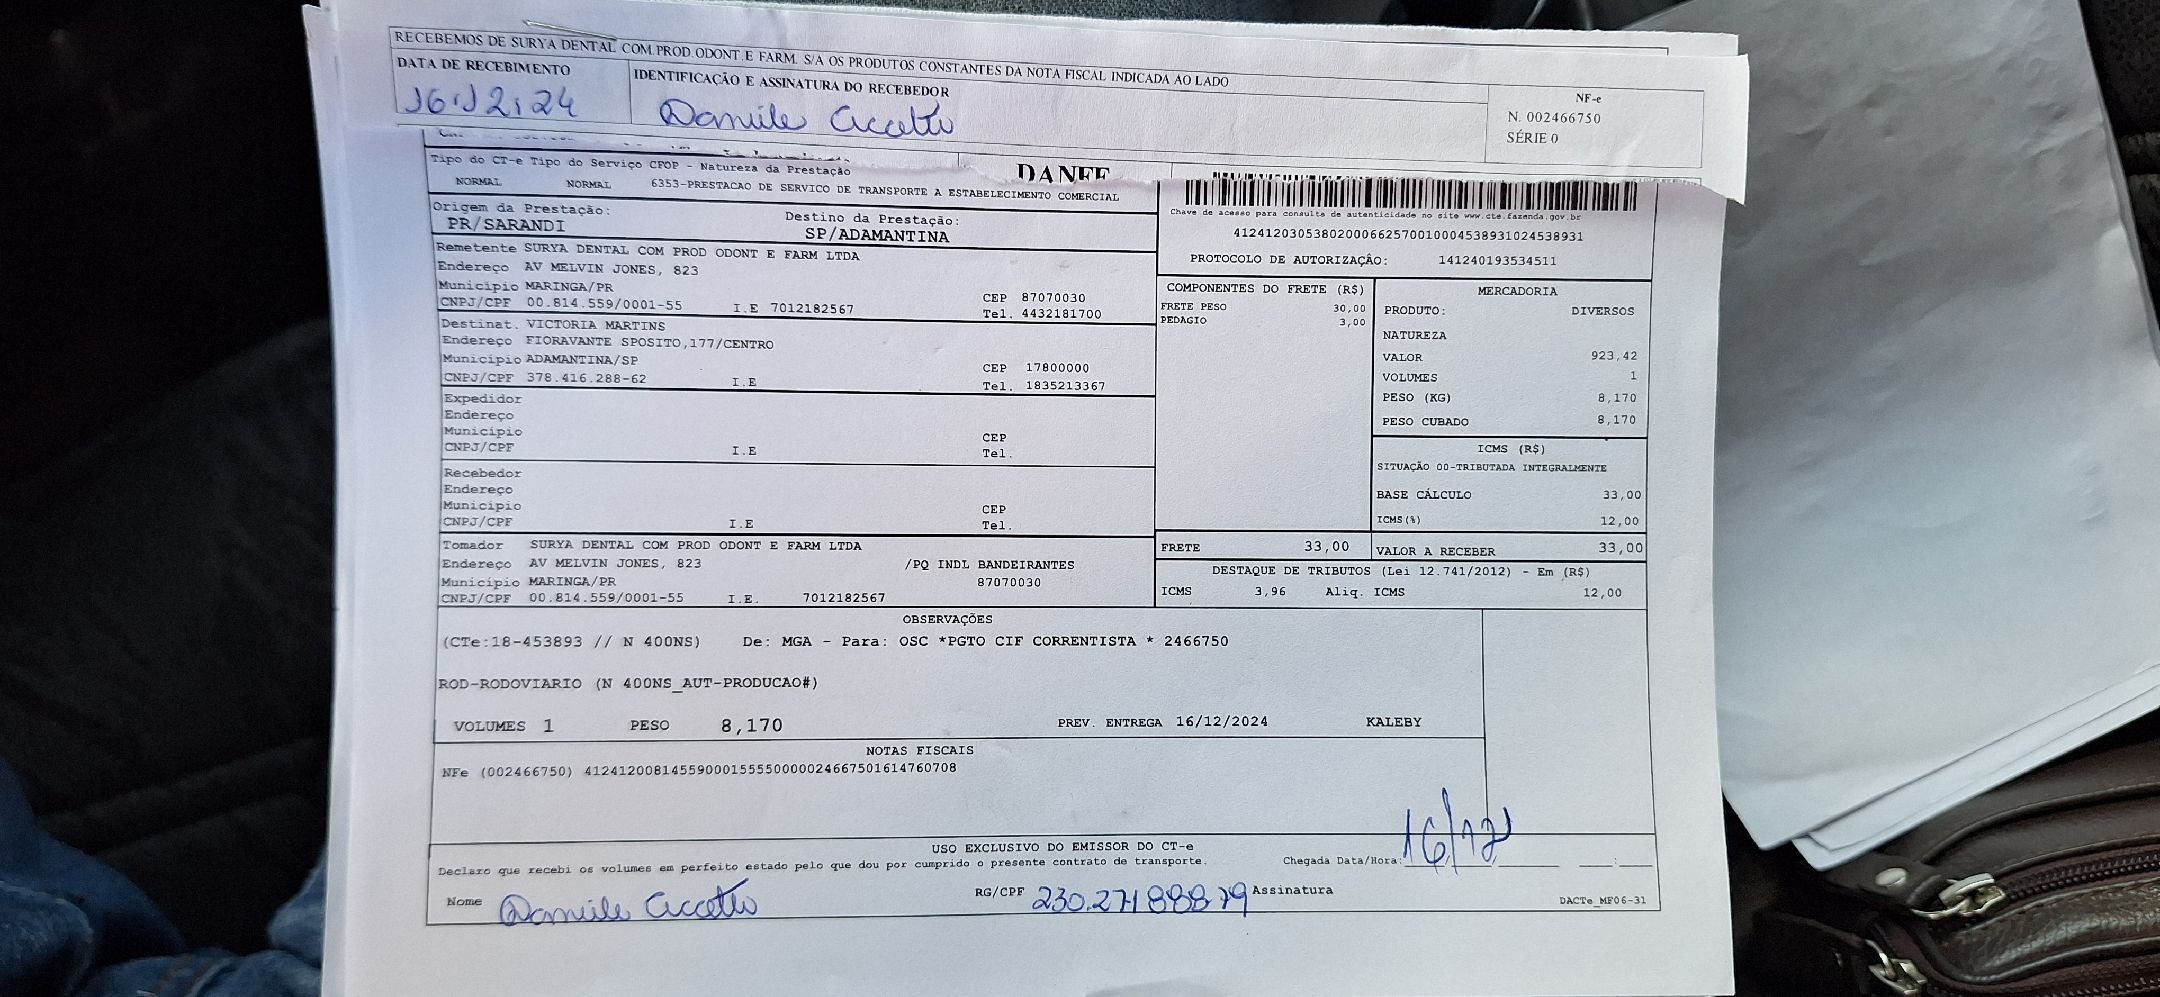 RECEBEMOS DE SURYA DENTAL COM.PROD.ODONT.E FARM. S/A OS PRODUTOS CONSTANTES DA NOTA FISCAL INDICADA AO LADO
DATA DE RECEBIMENTO IDENTIFICAÇÃO E ASSINATURA DO RECEBEDOR
16.12.24
NF-e
N. 002466750
SÉRIE 0
DANFE
Tipo do CT-e Tipo do Serviço CFOP - Natureza da Prestação
NORMAL NORMAL 6353-PRESTACAO DE SERVICO DE TRANSPORTE A ESTABELECIMENTO COMERCIAL
Origem da Prestação: Destino da Prestação:
PR/SARANDI SP/ADAMANTINA
Chave de acesso para consulta de autenticidade no site www.cte.fazenda.gov.br
41241203053802000662570010004538931024538931
PROTOCOLO DE AUTORIZAÇÃO: 141240193534511
Remetente SURYA DENTAL COM PROD ODONT E FARM LTDA
Endereço AV MELVIN JONES, 823
Município MARINGA/PR CEP 87070030
CNPJ/CPF 00.814.559/0001-55 I.E 7012182567 Tel. 4432181700
Destinat. VICTORIA MARTINS
Endereço FIORAVANTE SPOSITO,177/CENTRO
Município ADAMANTINA/SP CEP 17800000
CNPJ/CPF 378.416.288-62 I.E Tel. 1835213367
Expedidor
Endereço
Município CEP
CNPJ/CPF I.E Tel.
Recebedor
Endereço
Município CEP
CNPJ/CPF I.E Tel.
Tomador SURYA DENTAL COM PROD ODONT E FARM LTDA
Endereço AV MELVIN JONES, 823 /PQ INDL BANDEIRANTES
Município MARINGA/PR 87070030
CNPJ/CPF 00.814.559/0001-55 I.E. 7012182567
COMPONENTES DO FRETE (R$)
FRETE PESO 30,00
PEDAGIO 3,00
MERCADORIA
PRODUTO: DIVERSOS
NATUREZA
VALOR 923,42
VOLUMES 1
PESO (KG) 8,170
PESO CUBADO 8,170
ICMS (R$)
SITUAÇÃO 00-TRIBUTADA INTEGRALMENTE
BASE CÁLCULO 33,00
ICMS(%) 12,00
FRETE 33,00 VALOR A RECEBER 33,00
DESTAQUE DE TRIBUTOS (Lei 12.741/2012) - Em (R$)
ICMS 3,96 Aliq. ICMS 12,00
OBSERVAÇÕES
(CTe:18-453893 // N 400NS) De: MGA - Para: OSC *PGTO CIF CORRENTISTA * 2466750
ROD-RODOVIARIO (N 400NS_AUT-PRODUCAO#)
VOLUMES 1 PESO 8,170 PREV. ENTREGA 16/12/2024 KALEBY
NOTAS FISCAIS
NFe (002466750) 41241200814559000155550000024667501614760708
USO EXCLUSIVO DO EMISSOR DO CT-e
Declaro que recebi os volumes em perfeito estado pelo que dou por cumprido o presente contrato de transporte. Chegada Data/Hora: 16/12
Nome RG/CPF Assinatura
DACTe_MF06-31